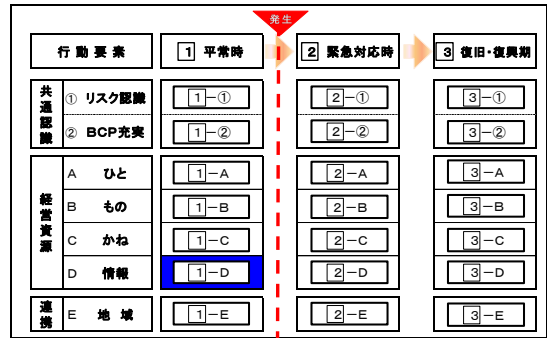 発生
行動要素 1 平常時 2 緊急対応時 3 復旧・復興期
共通認識
① リスク認識 1－① 2－① 3－①
② BCP充実 1－② 2－② 3－②
経営資源
A ひと 1－A 2－A 3－A
B もの 1－B 2－B 3－B
C かね 1－C 2－C 3－C
D 情報 1－D 2－D 3－D
連携
E 地域 1－E 2－E 3－E